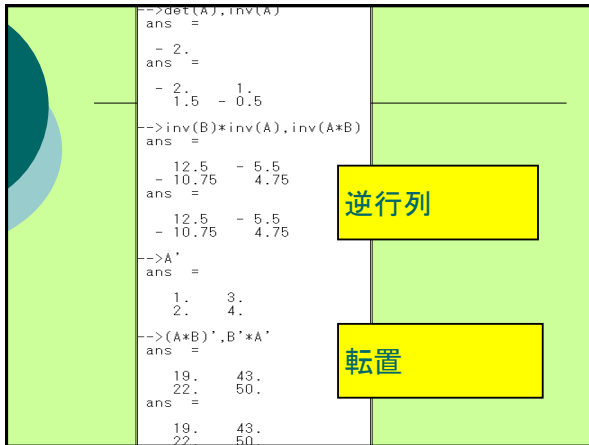 -->det(A),inv(A)
ans  =
- 2.
ans  =
- 2.     1.
1.5  - 0.5
-->inv(B)*inv(A),inv(A*B)
ans  =
12.5   - 5.5
- 10.75    4.75
ans  =
12.5   - 5.5
- 10.75    4.75
逆行列
-->A'
ans  =
1.    3.
2.    4.
-->(A*B)',B'*A'
ans  =
転置
19.    43.
22.    50.
ans  =
19.    43.
22.    50.